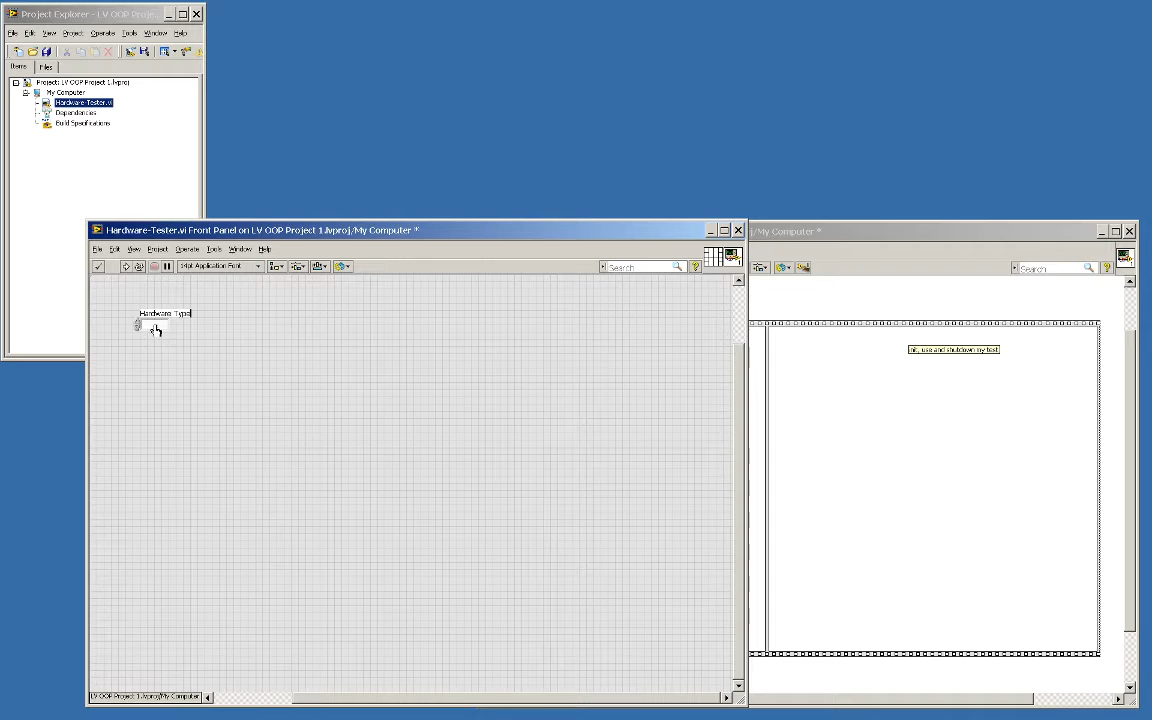 Project Explorer - LV OOP Proje...
File Edit View Project Operate Tools Window Help
Items Files
Project: LV OOP Project 1.lvproj
My Computer
Hardware-Tester.vi
Dependencies
Build Specifications
Hardware-Tester.vi Front Panel on LV OOP Project 1.lvproj/My Computer *
File Edit View Project Operate Tools Window Help
14pt Application Font
Search
?
Hardware Type
LV OOP Project 1.lvproj/My Computer
j/My Computer *
Search
?
Init, use and shutdown my test